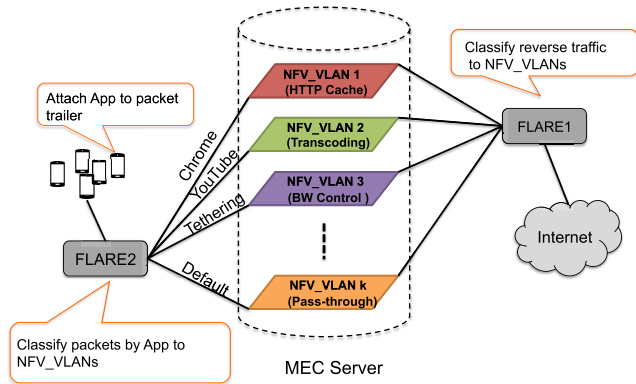 Attach App to packet
trailer
FLARE2
Classify packets by App to
NFV_VLANs
Chrome
YouTube
Tethering
Default
NFV_VLAN 1
(HTTP Cache)
NFV_VLAN 2
(Transcoding)
NFV_VLAN 3
(BW Control )
NFV_VLAN k
(Pass-through)
MEC Server
Classify reverse traffic
to NFV_VLANs
FLARE1
Internet